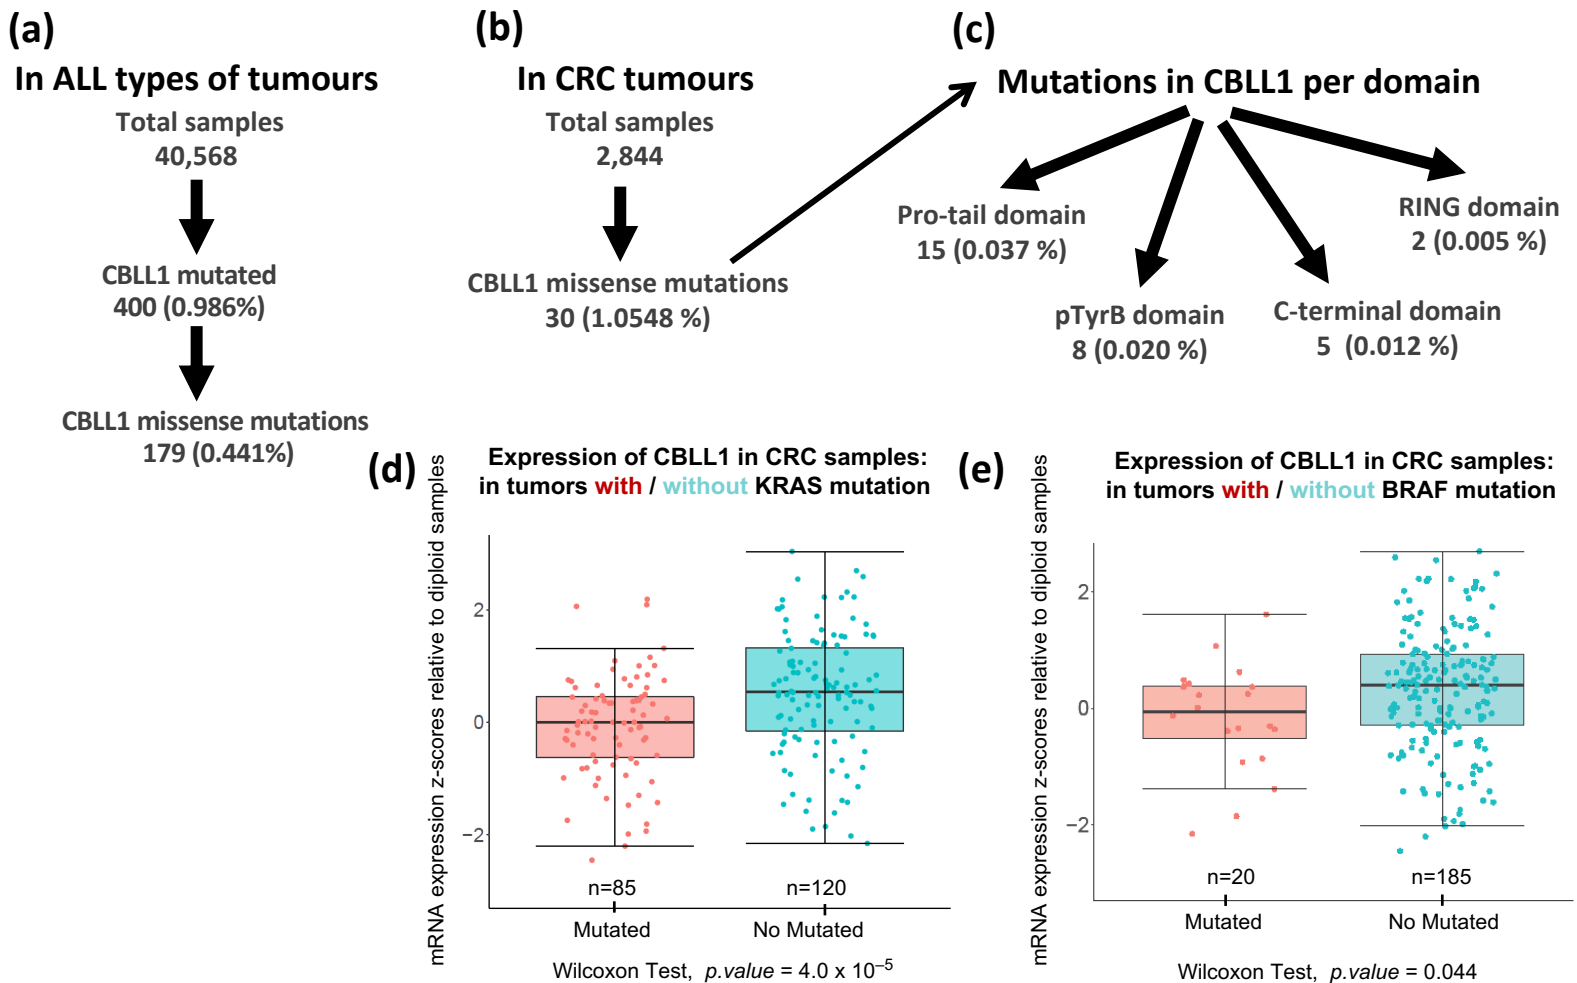 (a)
In ALL types of tumours
Total samples
40,568
CBLL1 mutated
400 (0.986%)
CBLL1 missense mutations
179 (0.441%)
(b)
In CRC tumours
Total samples
2,844
CBLL1 missense mutations
30 (1.0548 %)
(c)
Mutations in CBLL1 per domain
Pro-tail domain
15 (0.037 %)
pTyrB domain
8 (0.020 %)
C-terminal domain
5 (0.012 %)
RING domain
2 (0.005 %)
(d)
Expression of CBLL1 in CRC samples:
in tumors with / without KRAS mutation
mRNA expression z-scores relative to diploid samples
2
0
−2
n=85
n=120
Mutated
No Mutated
Wilcoxon Test, p.value = 4.0 x 10⁻⁵
(e)
Expression of CBLL1 in CRC samples:
in tumors with / without BRAF mutation
mRNA expression z-scores relative to diploid samples
2
0
−2
n=20
n=185
Mutated
No Mutated
Wilcoxon Test, p.value = 0.044